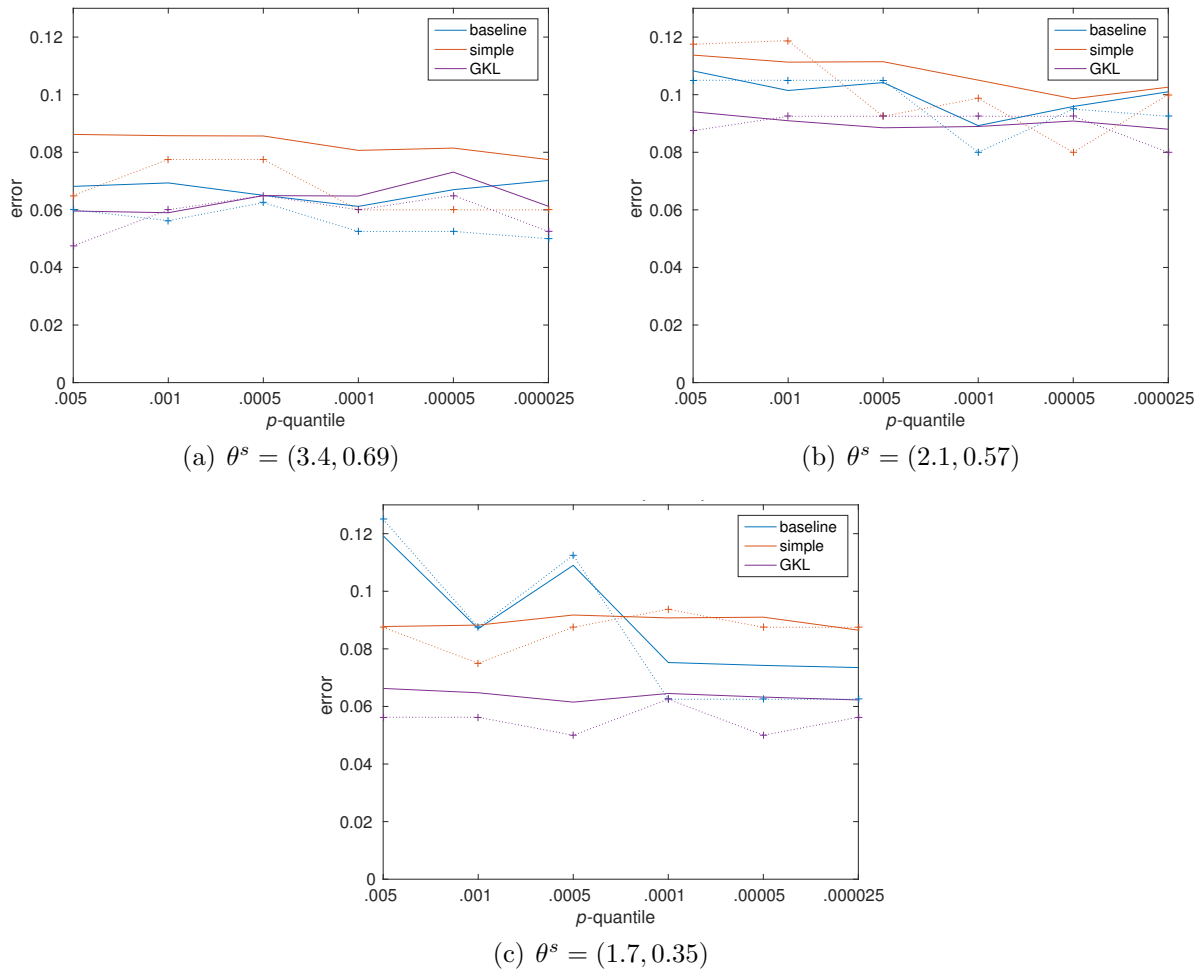 0.12
0.1
0.08
0.06
0.04
0.02
0
error
baseline
simple
GKL
.005 .001 .0005 .0001 .00005 .000025
p-quantile
(a) θˢ = (3.4, 0.69)
0.12
0.1
0.08
0.06
0.04
0.02
0
error
baseline
simple
GKL
.005 .001 .0005 .0001 .00005 .000025
p-quantile
(b) θˢ = (2.1, 0.57)
0.12
0.1
0.08
0.06
0.04
0.02
0
error
baseline
simple
GKL
.005 .001 .0005 .0001 .00005 .000025
p-quantile
(c) θˢ = (1.7, 0.35)